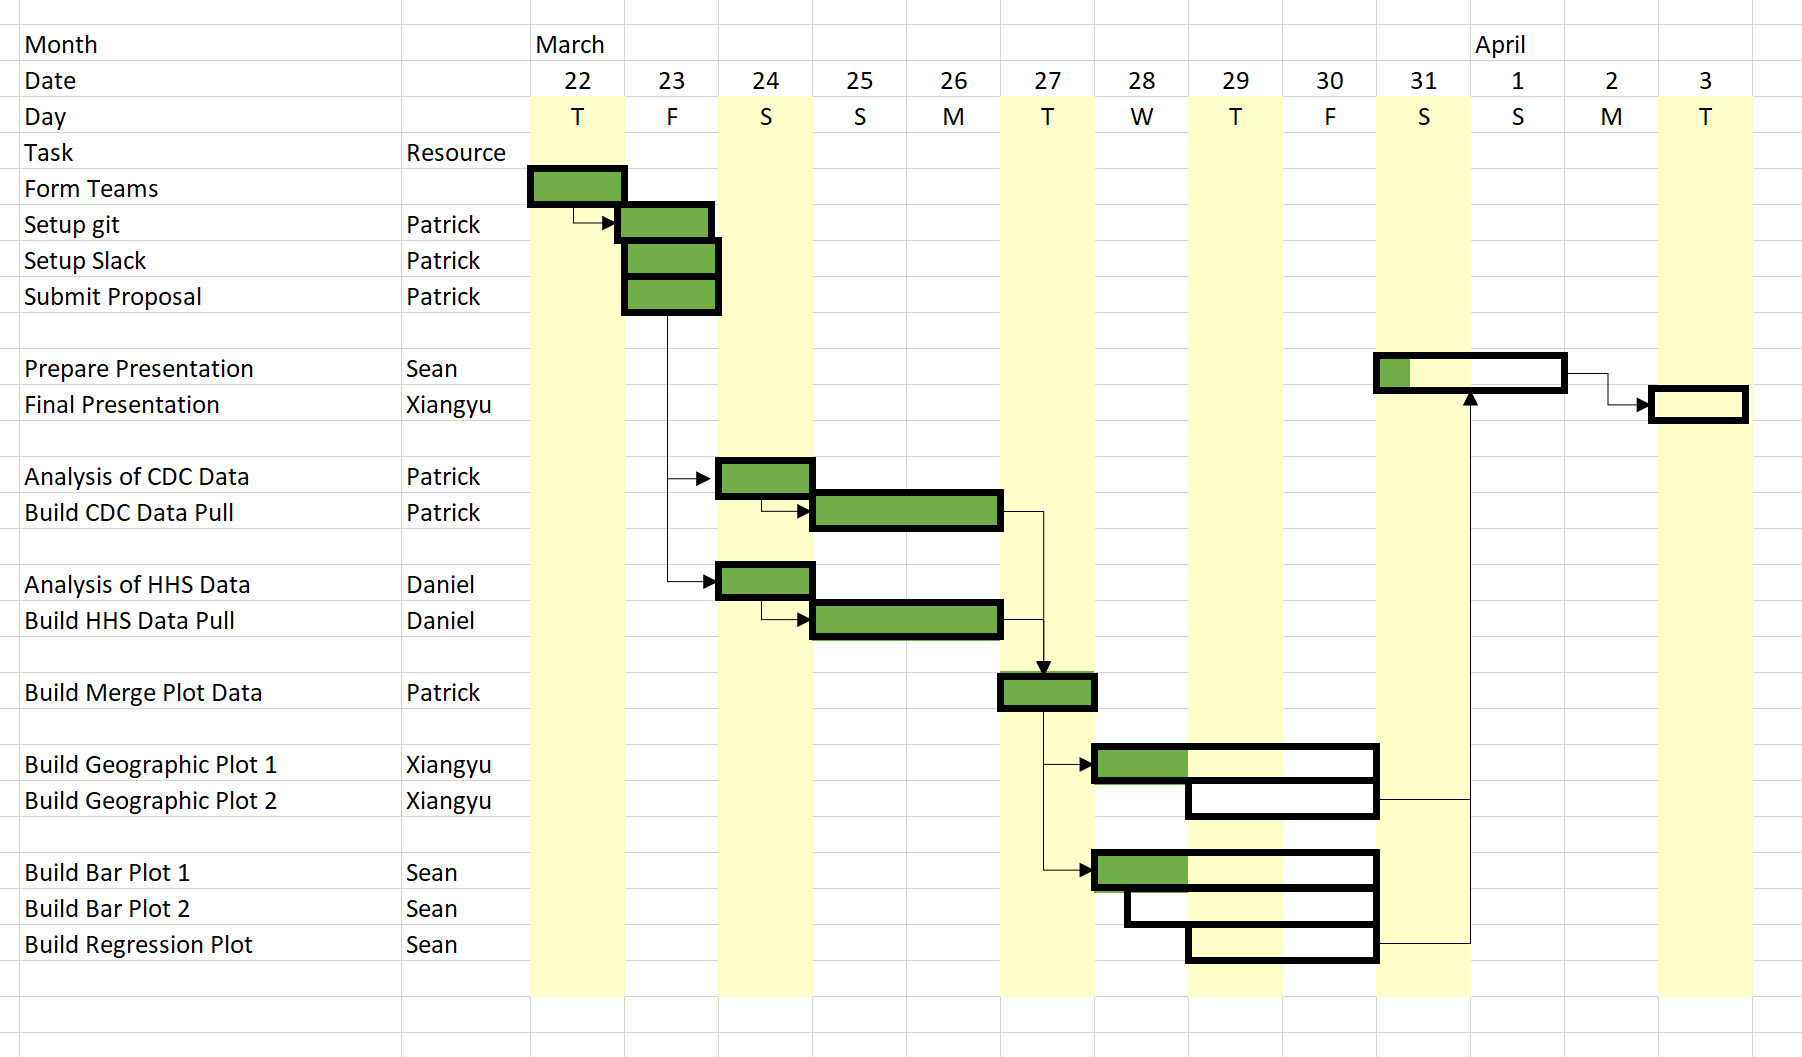 Month March April
Date 22 23 24 25 26 27 28 29 30 31 1 2 3
Day T F S S M T W T F S S M T
Task Resource
Form Teams
Setup git Patrick
Setup Slack Patrick
Submit Proposal Patrick
Prepare Presentation Sean
Final Presentation Xiangyu
Analysis of CDC Data Patrick
Build CDC Data Pull Patrick
Analysis of HHS Data Daniel
Build HHS Data Pull Daniel
Build Merge Plot Data Patrick
Build Geographic Plot 1 Xiangyu
Build Geographic Plot 2 Xiangyu
Build Bar Plot 1 Sean
Build Bar Plot 2 Sean
Build Regression Plot Sean